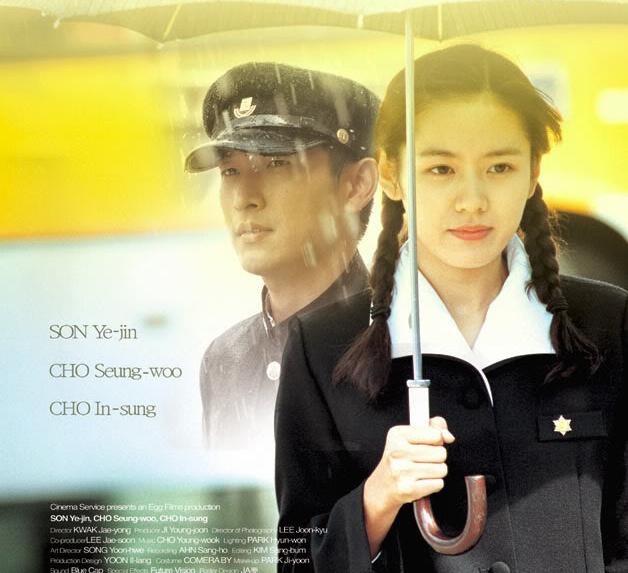 SON Ye-jin
CHO Seung-woo
CHO In-sung
Cinema Service presents an Egg Films production
SON Ye-jin, CHO Seung-woo, CHO In-sung
Director KWAK Jae-yong Producer JI Young-joon Director of Photography LEE Joon-kyu
Co-producer LEE Jae-soon Music CHO Young-wook Lighting PARK Hyun-won
Art Director SONG Yoon-hwe Recording AHN Sang-ho Editing KIM Sang-bum
Production Design YOON Il-lang Costume COMERA BY Make-up PARK Ji-yoon
Sound Blue Cap Special Effects Future Vision Poster Design